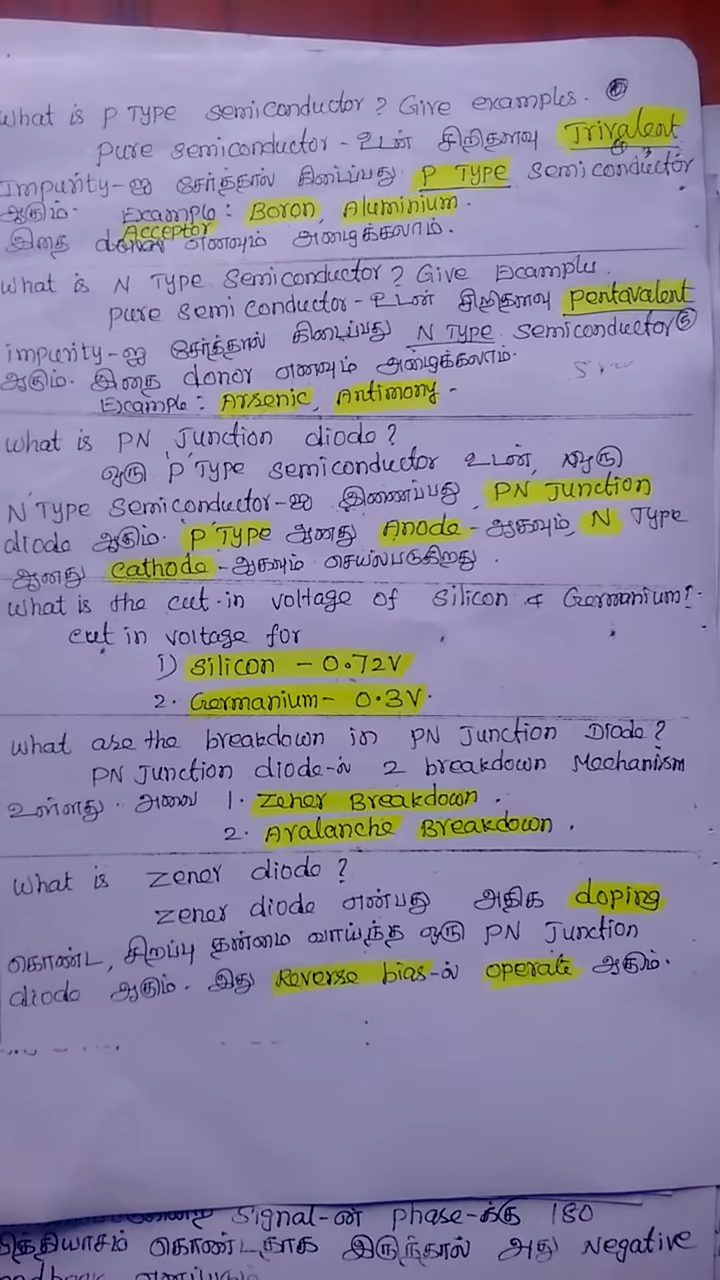 What is P Type semiconductor? Give examples.
Pure semiconductor-உடன் சிறிதளவு Trivalent
Impurity-ஐ சேர்த்தால் கிடைப்பது P Type semiconductor
ஆகும். Example: Boron, Aluminium.
Acceptor
இதை எனவும் அழைக்கலாம்.
What is N Type semiconductor? Give Example.
Pure semi conductor-உடன் சிறிதளவு pentavalent
impurity-ஐ சேர்த்தால் கிடைப்பது N Type semiconductor 5
ஆகும். இதை donor எனவும் அழைக்கலாம்.
Example: Arsenic, Antimony.
What is PN Junction diode?
ஒரு 'P' Type semiconductor உடன், ஒரு
N' Type semiconductor-ஐ இணைப்பது PN Junction
diode ஆகும். 'P' Type ஆனது Anode-ஆகவும், N Type
ஆனது cathode-ஆகவும் செயல்படுகிறது.
What is the cut-in voltage of silicon & Germanium?
cut in voltage for
1) silicon - 0.72V
2. Germanium- 0.3V.
What are the breakdown in PN Junction Diode?
PN Junction diode-ல் 2 breakdown Mechanism
உள்ளது. அவை 1. Zener Breakdown.
2. Avalanche Breakdown.
What is zener diode?
zener diode என்பது அதிக doping
கொண்ட, சிறப்பு தன்மை வாய்ந்த ஒரு PN Junction
diode ஆகும். இது Reverse bias-ல் operate ஆகும்.
signal-ன் phase-க்கு 180
வித்தியாசம் கொண்டதாக இருந்தால் அது Negative